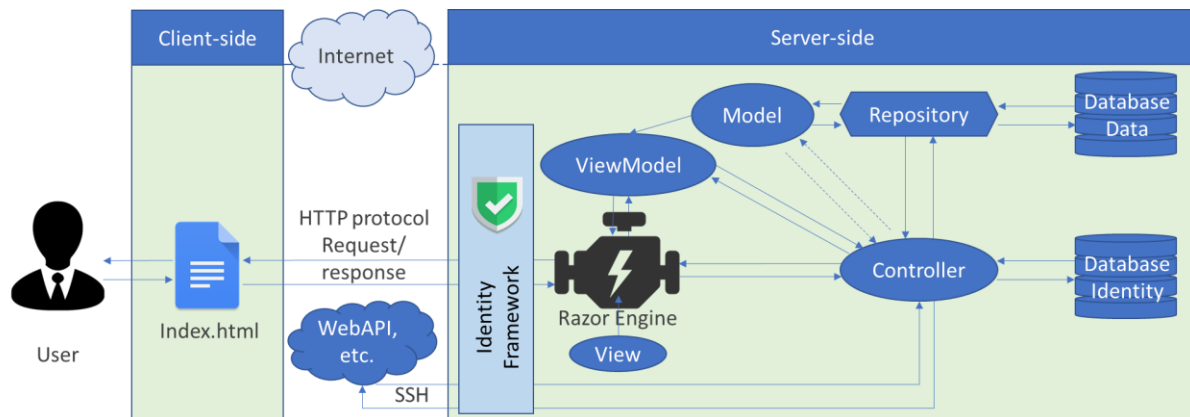 Client-side
Internet
Server-side
Model
Repository
Database
Data
ViewModel
HTTP protocol
Request/
response
Identity
Framework
Controller
Database
Identity
Index.html
Razor Engine
User
WebAPI,
etc.
View
SSH